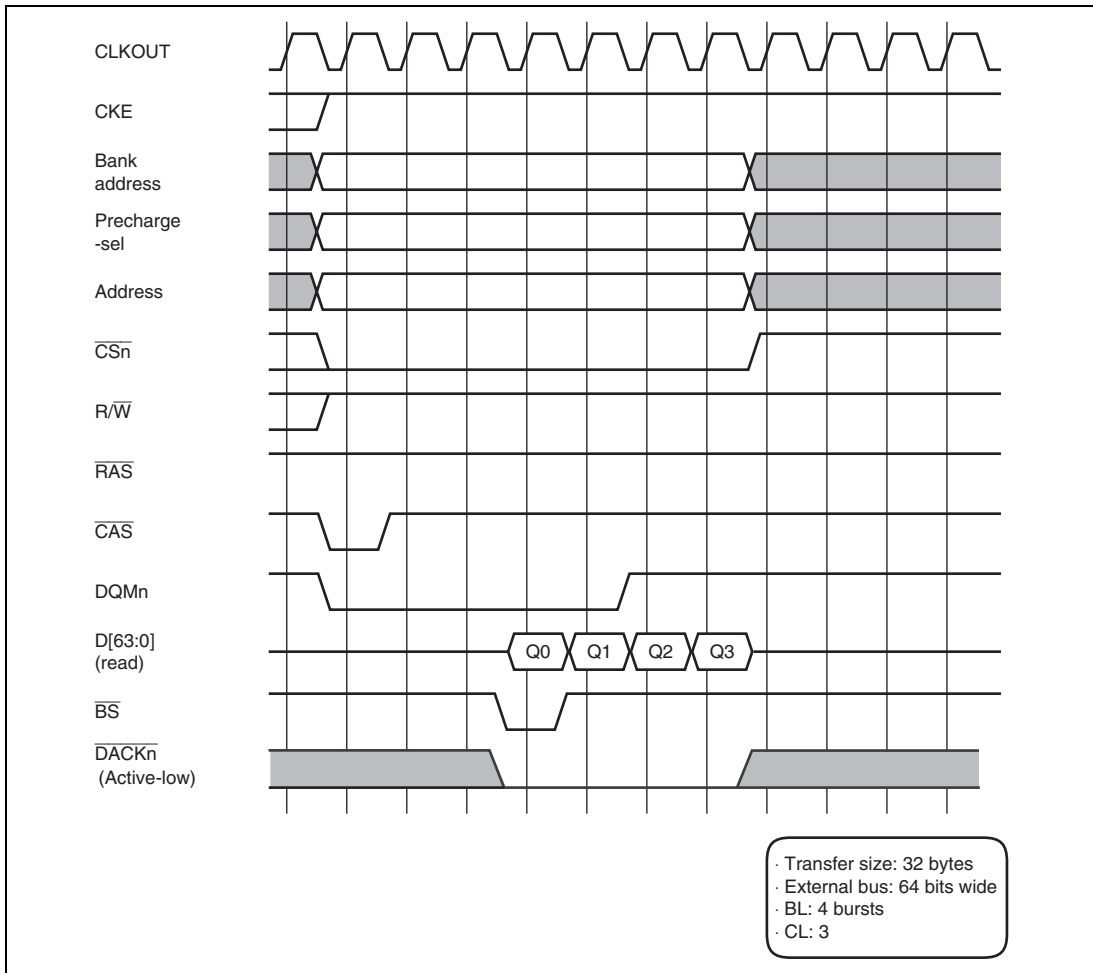 CLKOUT
CKE
Bank
address
Precharge
-sel
Address
CSn
R/W
RAS
CAS
DQMn
D[63:0]
(read)
Q0 Q1 Q2 Q3
BS
DACKn
(Active-low)
· Transfer size: 32 bytes
· External bus: 64 bits wide
· BL: 4 bursts
· CL: 3